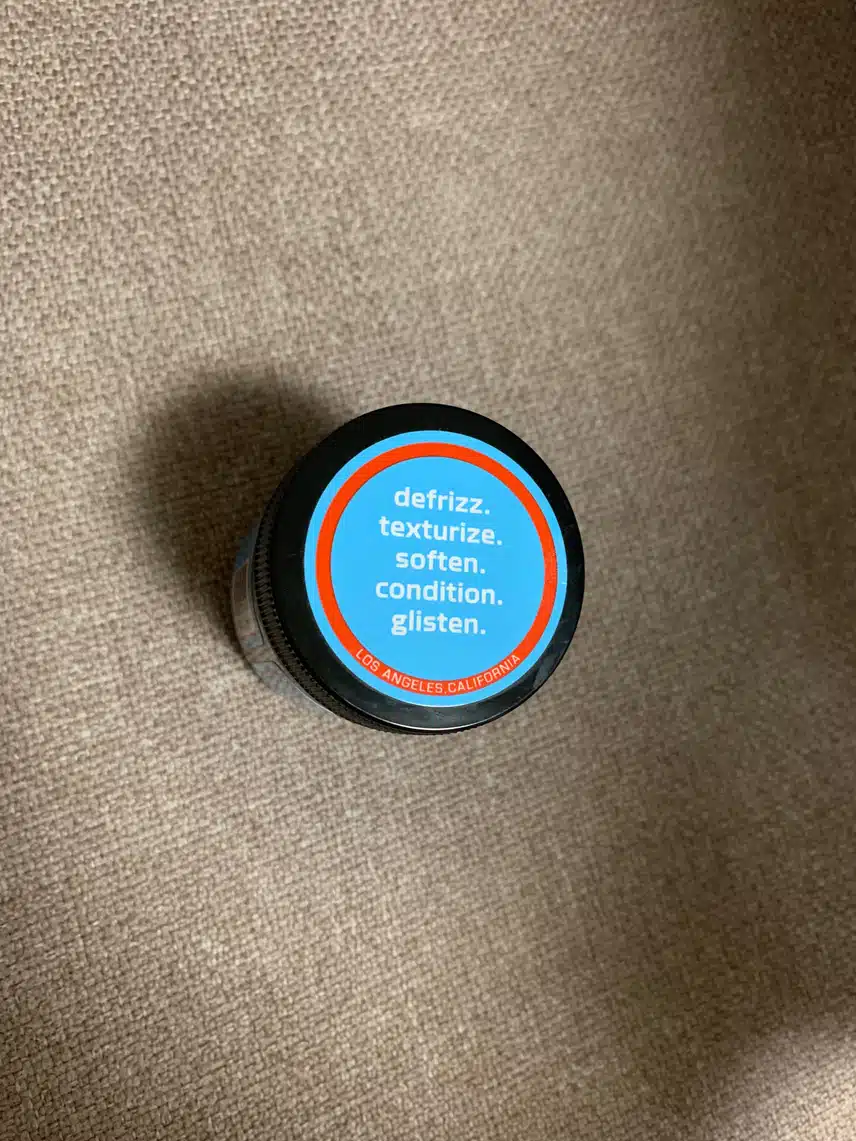 defrizz.
texturize.
soften.
condition.
glisten.
LOS ANGELES, CALIFORNIA